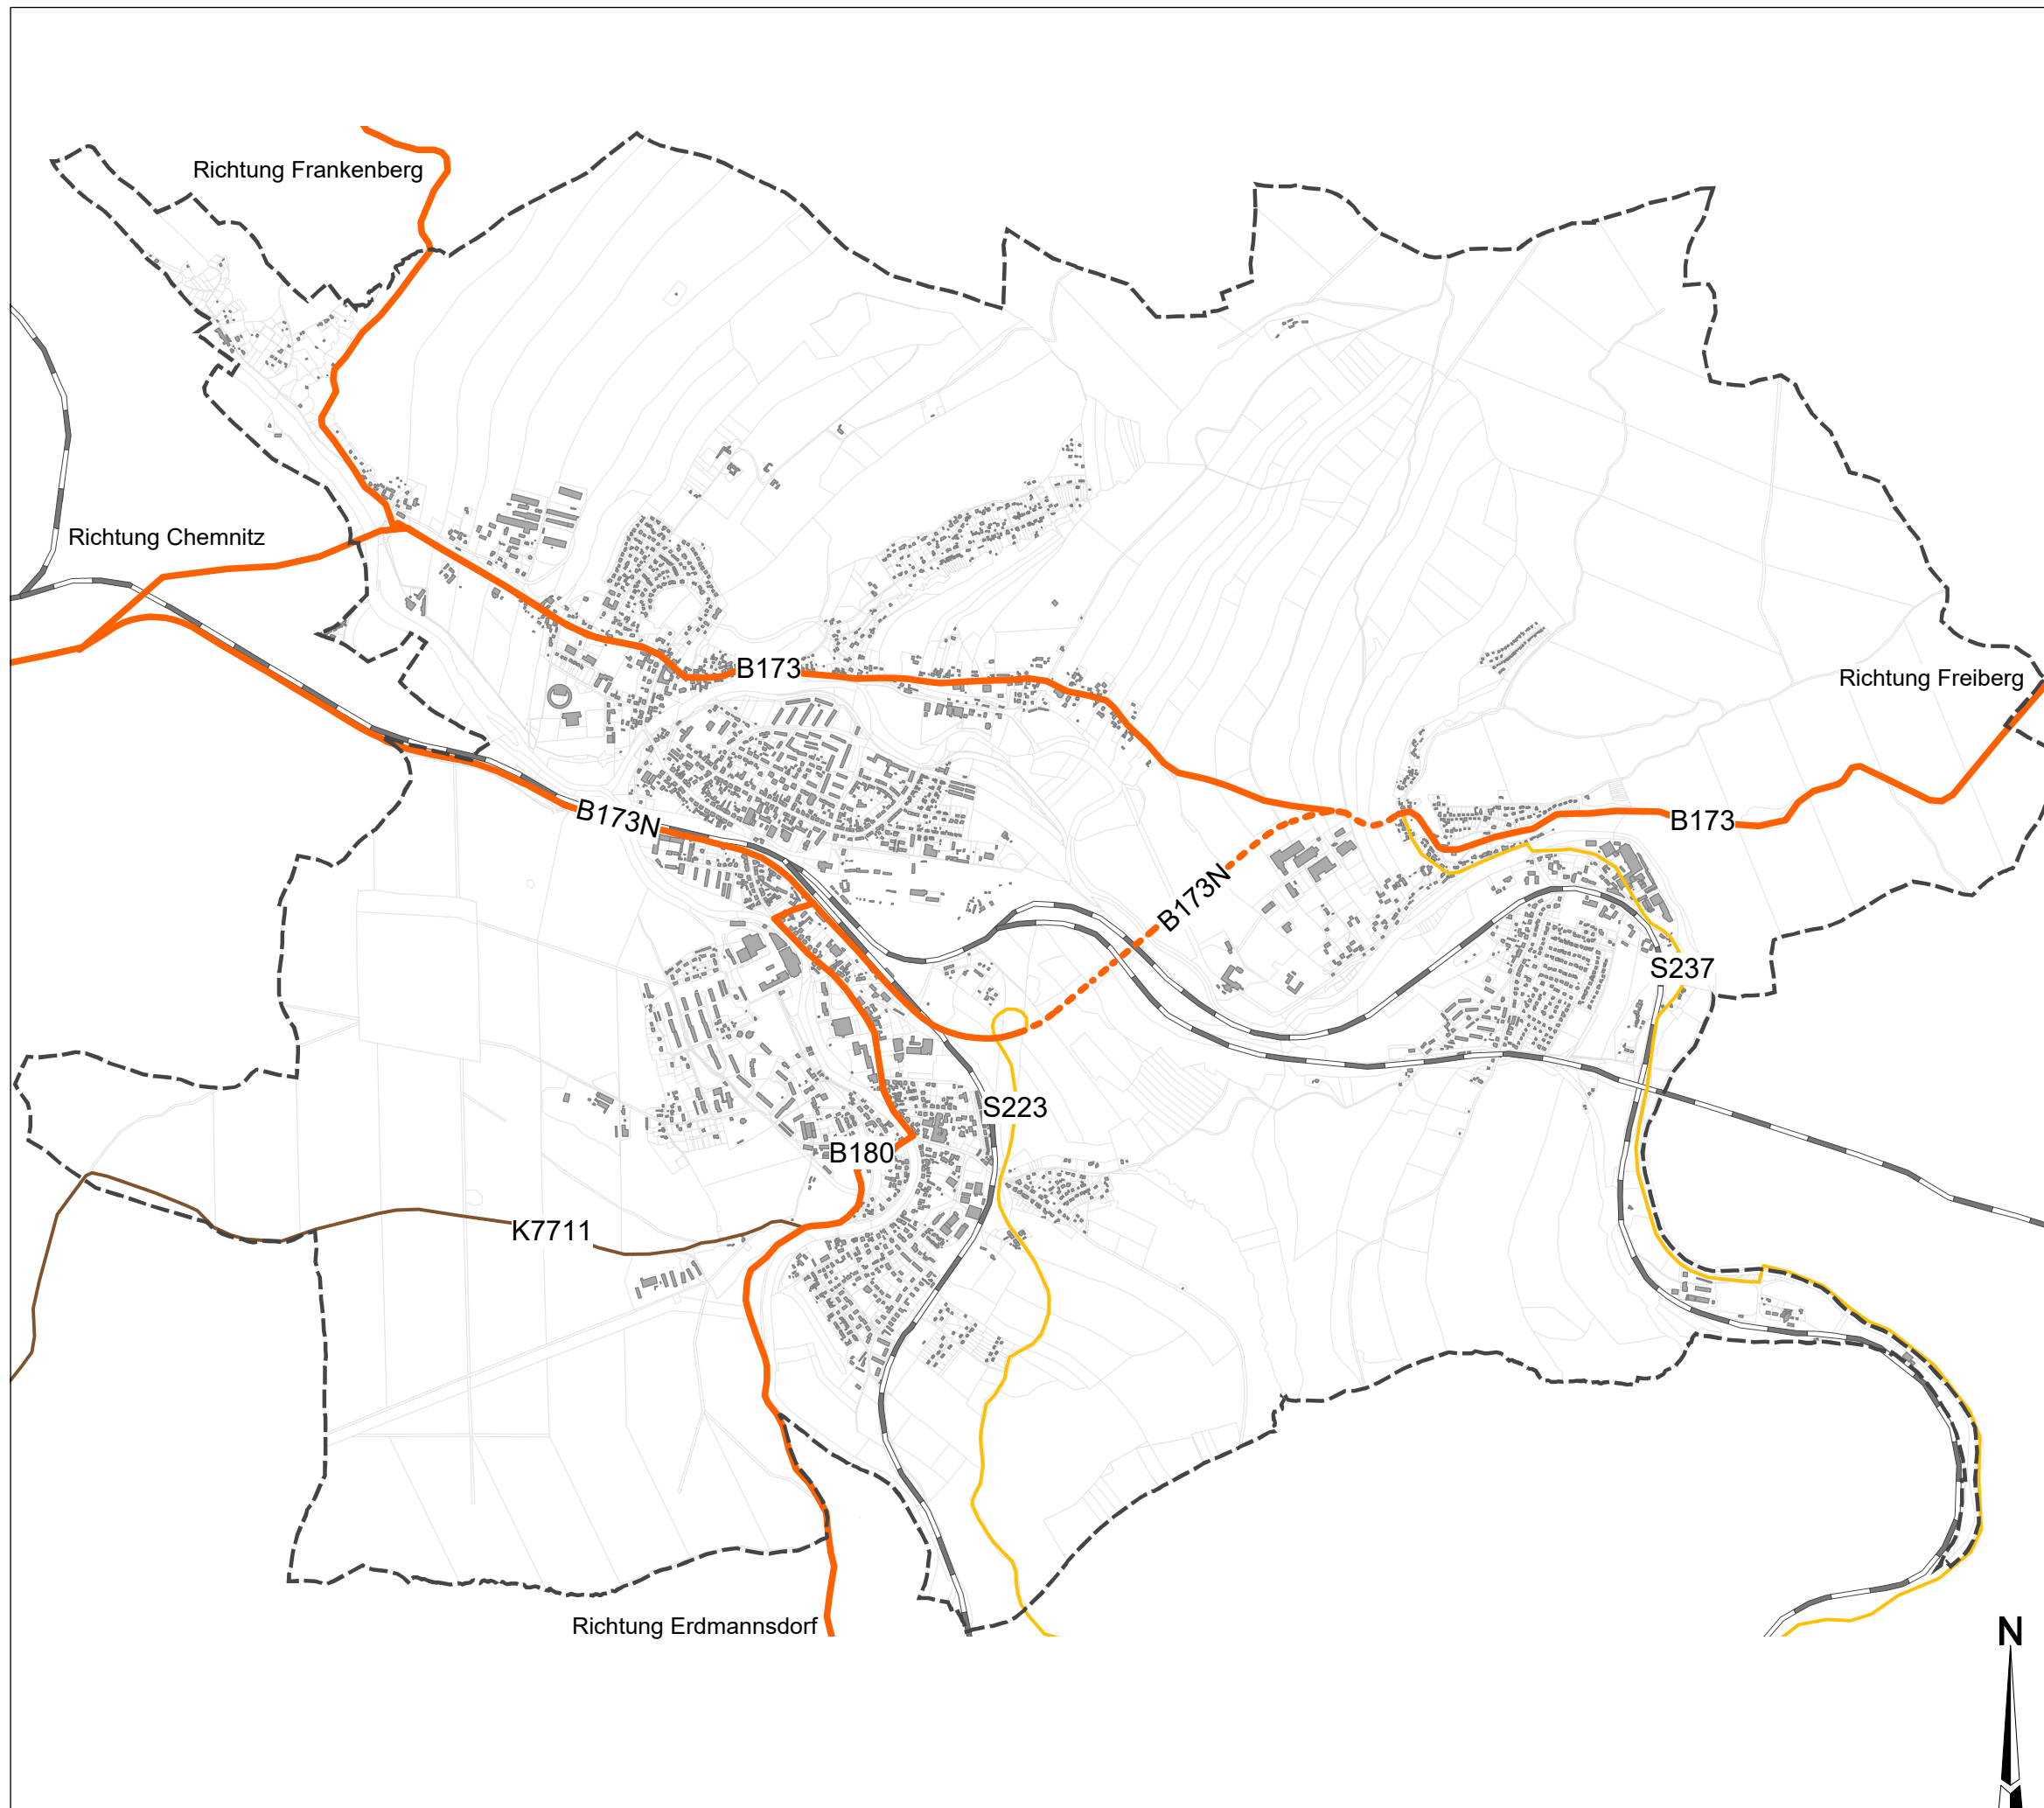 Richtung Frankenberg
Richtung Chemnitz
B173
Richtung Freiberg
B173N
B173
B173N
S237
S223
B180
K7711
Richtung Erdmannsdorf
N